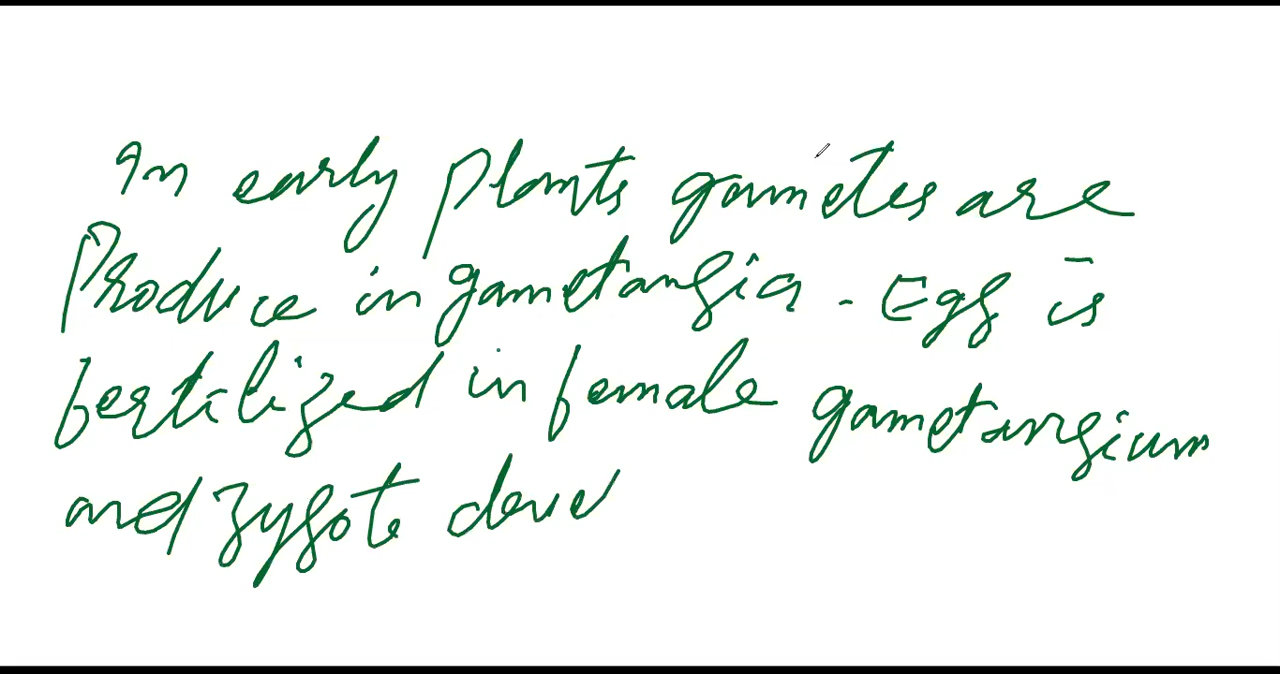 In early plants gametes are
Produce in gametangia. Egg is
fertilized in female gametangium
and zygote deve